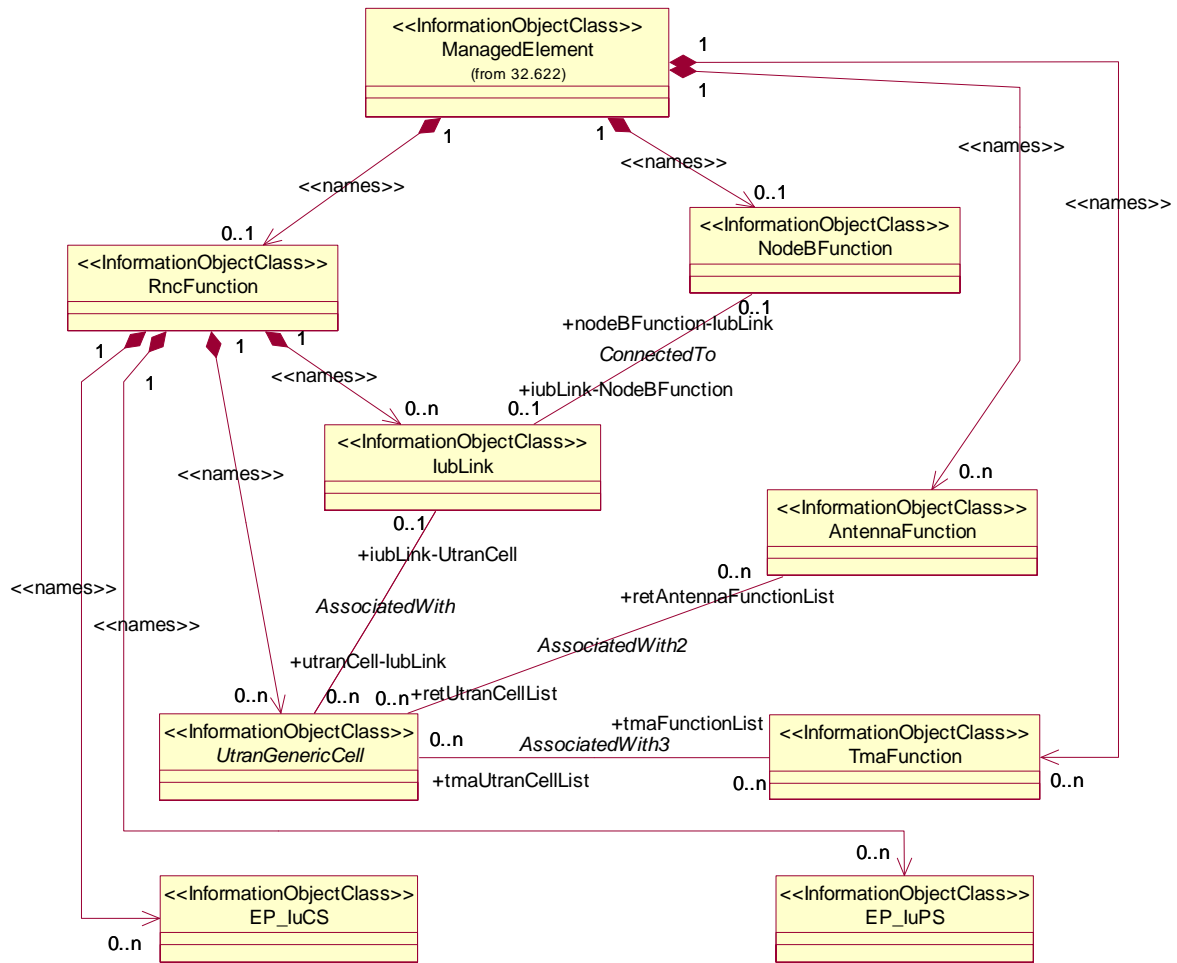 <<InformationObjectClass>>
ManagedElement
(from 32.622)
1
1
1
1
<<names>>
<<names>>
<<names>>
<<names>>
0..1
0..1
<<InformationObjectClass>>
NodeBFunction
<<InformationObjectClass>>
RncFunction
0..1
+nodeBFunction-IubLink
ConnectedTo
+iubLink-NodeBFunction
0..1
1
1
1
1
<<names>>
0..n
<<InformationObjectClass>>
IubLink
<<names>>
0..n
<<InformationObjectClass>>
AntennaFunction
0..1
+iubLink-UtranCell
AssociatedWith
+utranCell-IubLink
0..n
0..n
0..n
+retAntennaFunctionList
AssociatedWith2
0..n
+retUtranCellList
<<names>>
<<names>>
<<InformationObjectClass>>
UtranGenericCell
0..n
+tmaFunctionList
AssociatedWith3
+tmaUtranCellList
0..n
<<InformationObjectClass>>
TmaFunction
0..n
0..n
<<InformationObjectClass>>
EP_IuCS
0..n
<<InformationObjectClass>>
EP_IuPS